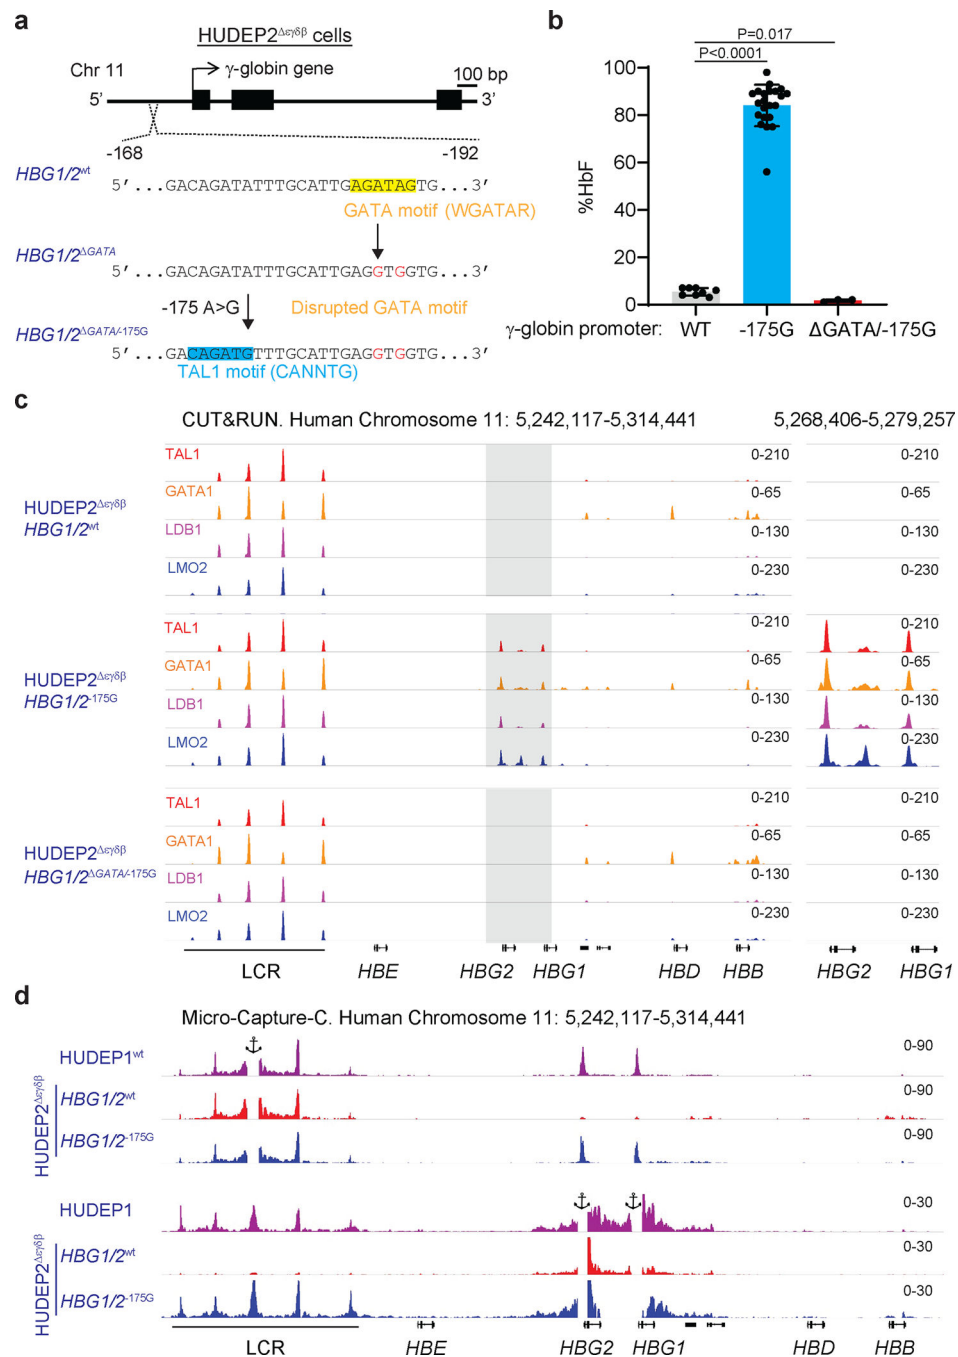 a
HUDEP2ΔεγδβB cells
Chr 11
γ-globin gene
100 bp
5′
3′
-168
-192
HBG1/2wt
5′ ...GACAGATATTTGCATTGAGATAGTG...3′
GATA motif (WGATAR)
HBG1/2ΔGATA
5′ ...GACAGATATTTGCATTGAGGTGGTG...3′
-175 A>G
Disrupted GATA motif
HBG1/2ΔGATA/-175G
5′ ...GACAGATGTTTGCATTGAGGTGGTG...3′
TAL1 motif (CANNTG)
b
P=0.017
P<0.0001
100
80
60
40
20
0
%HbF
γ-globin promoter:
WT
-175G
ΔGATA/-175G
c
CUT&RUN. Human Chromosome 11: 5,242,117-5,314,441
5,268,406-5,279,257
HUDEP2Δεγδβ
HBG1/2wt
TAL1
0-210
0-210
GATA1
0-65
0-65
LDB1
0-130
0-130
LMO2
0-230
0-230
HUDEP2Δεγδβ
HBG1/2-175G
TAL1
0-210
0-210
GATA1
0-65
0-65
LDB1
0-130
0-130
LMO2
0-230
0-230
HUDEP2Δεγδβ
HBG1/2ΔGATA/-175G
TAL1
0-210
0-210
GATA1
0-65
0-65
LDB1
0-130
0-130
LMO2
0-230
0-230
LCR
HBE
HBG2
HBG1
HBD
HBB
HBG2
HBG1
d
Micro-Capture-C. Human Chromosome 11: 5,242,117-5,314,441
HUDEP1wt
0-90
HUDEP2Δεγδβ
HBG1/2wt
0-90
HBG1/2-175G
0-90
HUDEP1
0-30
HUDEP2Δεγδβ
HBG1/2wt
0-30
HBG1/2-175G
0-30
LCR
HBE
HBG2
HBG1
HBD
HBB